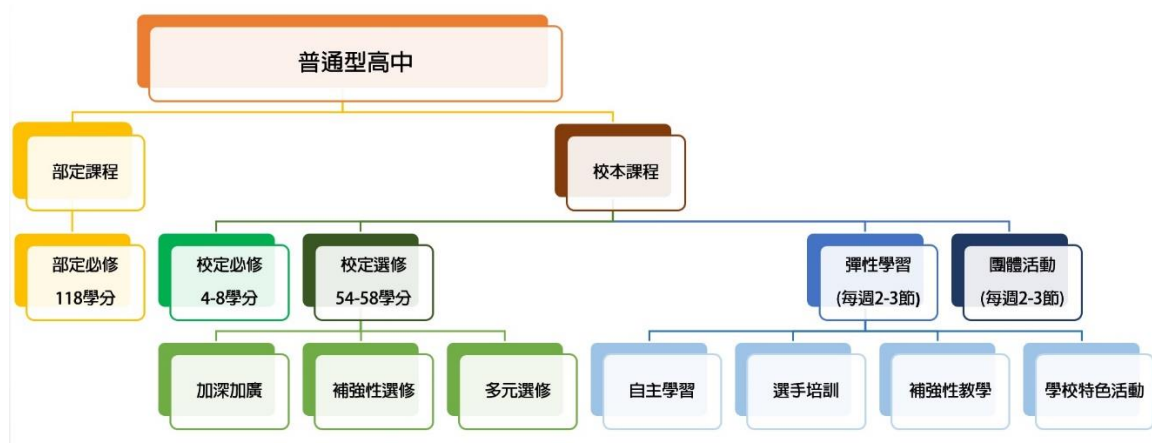 普通型高中
部定課程
校本課程
部定必修
118學分
校定必修
4-8學分
校定選修
54-58學分
彈性學習
(每週2-3節)
團體活動
(每週2-3節)
加深加廣
補強性選修
多元選修
自主學習
選手培訓
補強性教學
學校特色活動